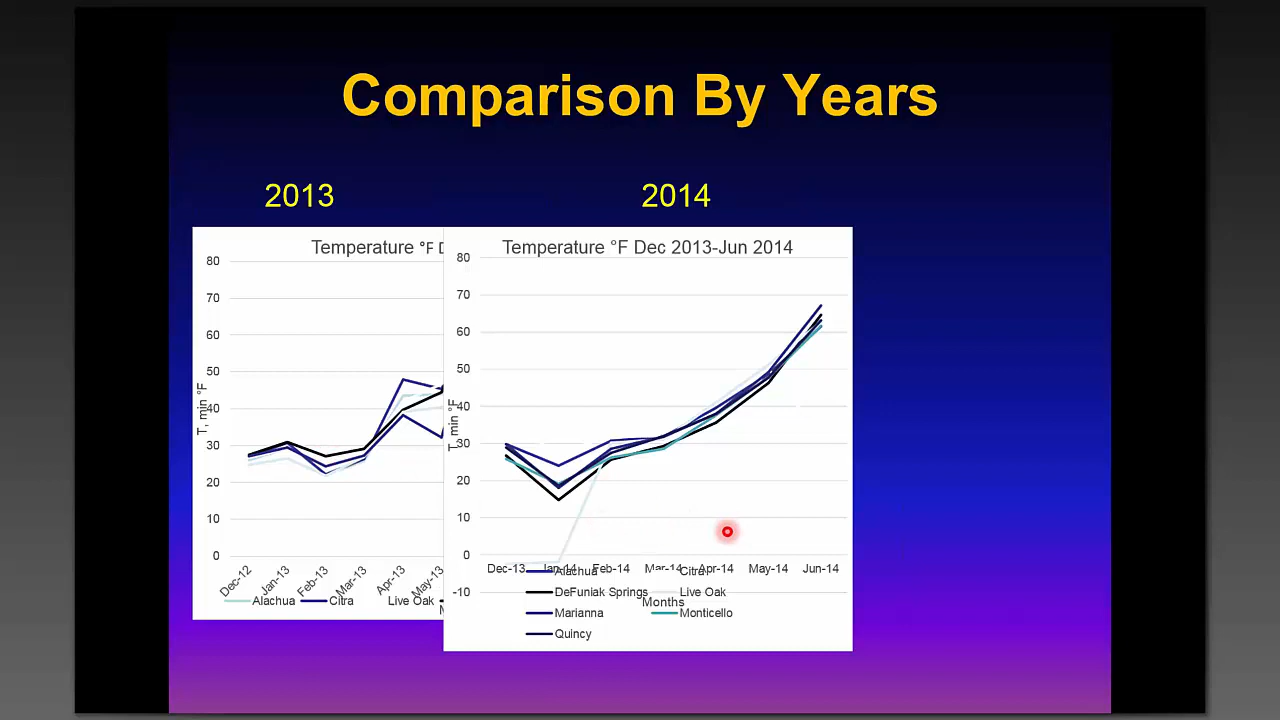 Comparison By Years
2013
2014
Temperature °F D
80
70
60
50
40
30
20
10
0
T, min °F
Dec-12
Jan-13
Feb-13
Mar-13
Apr-13
May-13
Alachua
Citra
Live Oak
Temperature °F Dec 2013-Jun 2014
80
70
60
50
40
30
20
10
0
-10
T, min °F
Dec-13
Jan-14
Feb-14
Mar-14
Apr-14
May-14
Jun-14
Months
Alachua
Citra
DeFuniak Springs
Live Oak
Marianna
Monticello
Quincy